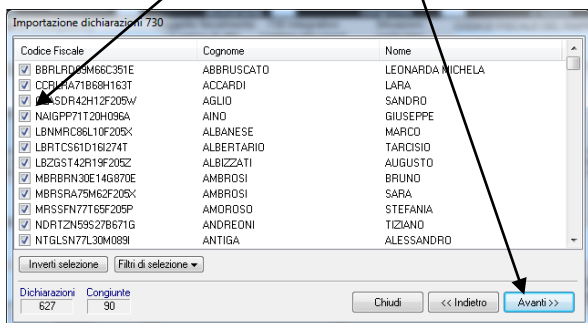 Importazione dichiarazioni 730
Codice Fiscale Cognome Nome
ABBRUSCATO LEONARDA MICHELA
ACCARDI LARA
AGLIO SANDRO
NAIGPP71T20H096A AINO GIUSEPPE
LBNMRC86L10F205X ALBANESE MARCO
LBRTCS61D16I274T ALBERTARIO TARCISIO
LBZGST42R19F205Z ALBIZZATI AUGUSTO
MBRBRN30E14G870E AMBROSI BRUNO
MBRSRA75M62F205X AMBROSI SARA
MRSSFN77T65F205P AMOROSO STEFANIA
NDRTZN59S27B671G ANDREONI TIZIANO
NTGLSN77L30M089I ANTIGA ALESSANDRO
Inverti selezione Filtri di selezione
Dichiarazioni Congiunte
627 90 Chiudi << Indietro Avanti >>